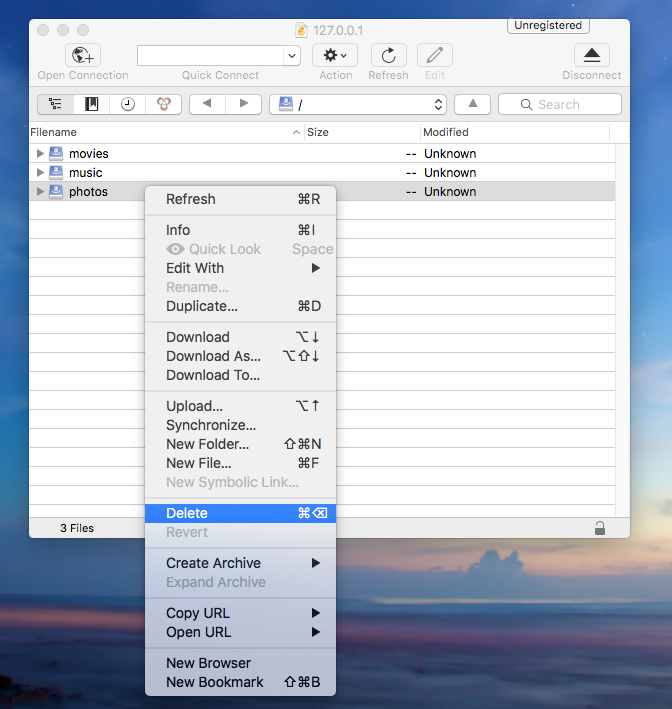 127.0.0.1
Unregistered
Open Connection
Quick Connect
Action
Refresh
Edit
Disconnect
/
Search
Filename Size Modified
movies -- Unknown
music -- Unknown
photos -- Unknown
Refresh ⌘R
Info ⌘I
Quick Look Space
Edit With
Rename...
Duplicate... ⌘D
Download ⌥↓
Download As... ⌥⇧↓
Download To...
Upload... ⌥↑
Synchronize...
New Folder... ⇧⌘N
New File... ⌘F
New Symbolic Link...
Delete ⌘⌫
Revert
3 Files
Create Archive
Expand Archive
Copy URL
Open URL
New Browser
New Bookmark ⇧⌘B